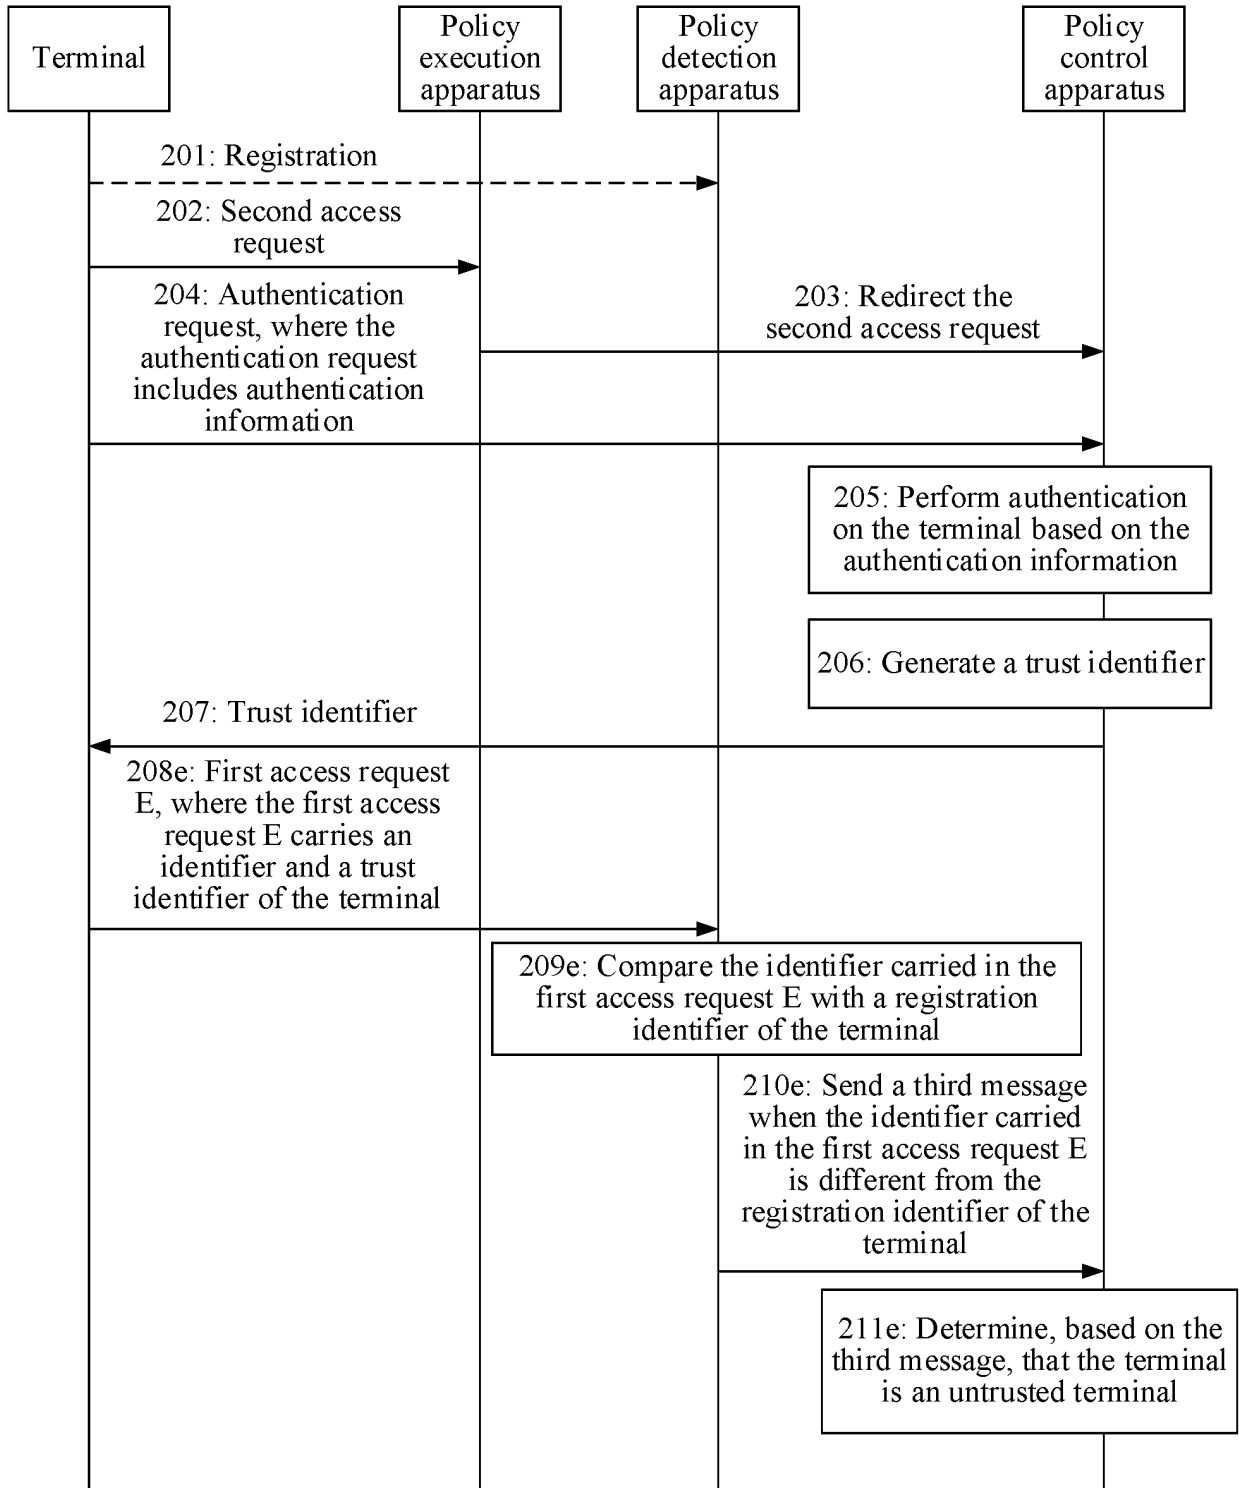 Terminal
Policy
execution
apparatus
Policy
detection
apparatus
Policy
control
apparatus
201: Registration
202: Second access
request
203: Redirect the
second access request
204: Authentication
request, where the
authentication request
includes authentication
information
205: Perform authentication
on the terminal based on the
authentication information
206: Generate a trust identifier
207: Trust identifier
208e: First access request
E, where the first access
request E carries an
identifier and a trust
identifier of the terminal
209e: Compare the identifier carried in the
first access request E with a registration
identifier of the terminal
210e: Send a third message
when the identifier carried
in the first access request E
is different from the
registration identifier of the
terminal
211e: Determine, based on the
third message, that the terminal
is an untrusted terminal